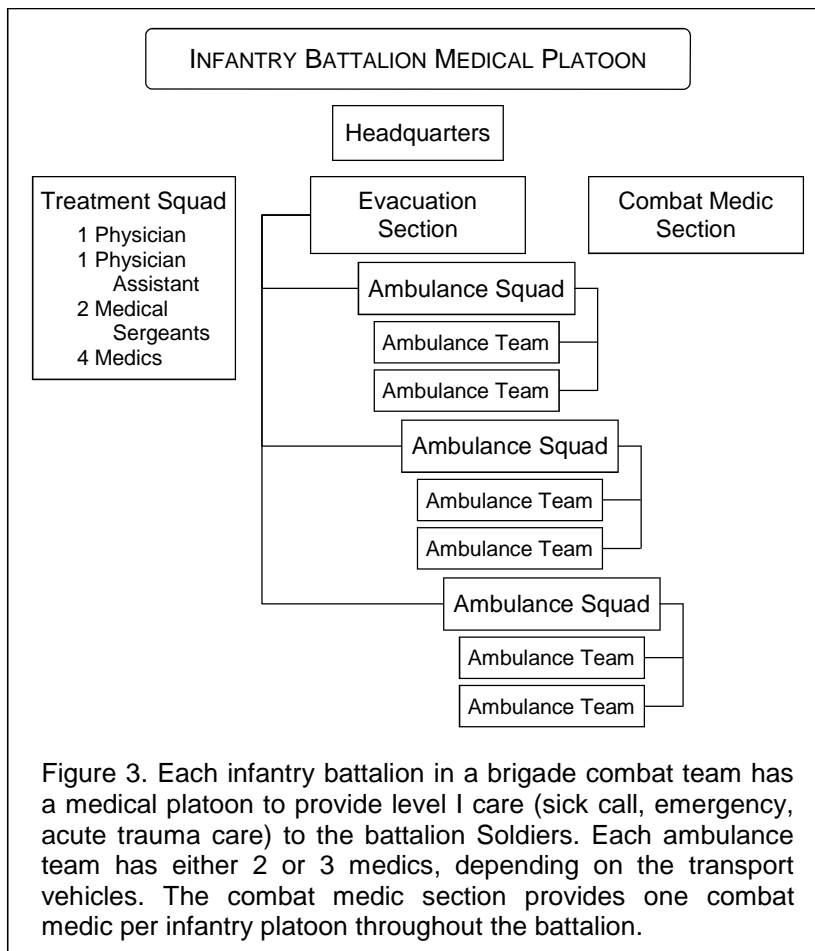 INFANTRY BATTALION MEDICAL PLATOON
Headquarters
Treatment Squad
1 Physician
1 Physician
Assistant
2 Medical
Sergeants
4 Medics
Evacuation
Section
Combat Medic
Section
Ambulance Squad
Ambulance Team
Ambulance Team
Ambulance Squad
Ambulance Team
Ambulance Team
Ambulance Squad
Ambulance Team
Ambulance Team
Figure 3. Each infantry battalion in a brigade combat team has
a medical platoon to provide level I care (sick call, emergency,
acute trauma care) to the battalion Soldiers. Each ambulance
team has either 2 or 3 medics, depending on the transport
vehicles. The combat medic section provides one combat
medic per infantry platoon throughout the battalion.